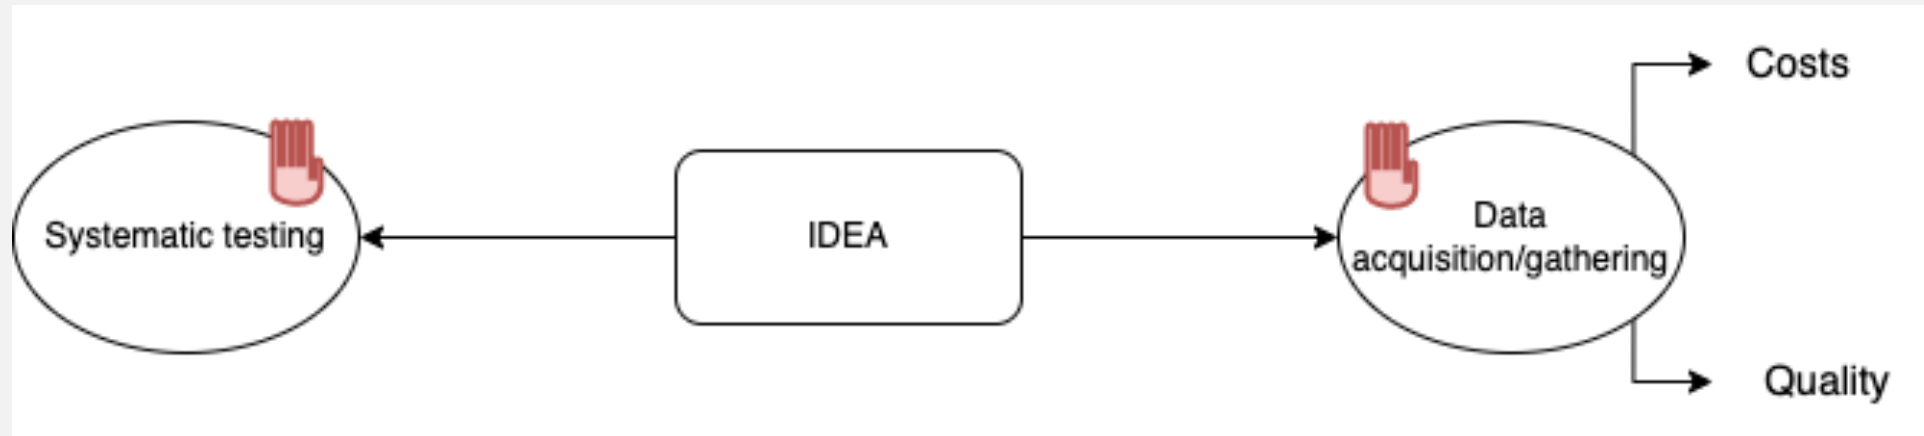 Costs
Systematic testing
IDEA
Data
acquisition/gathering
Quality